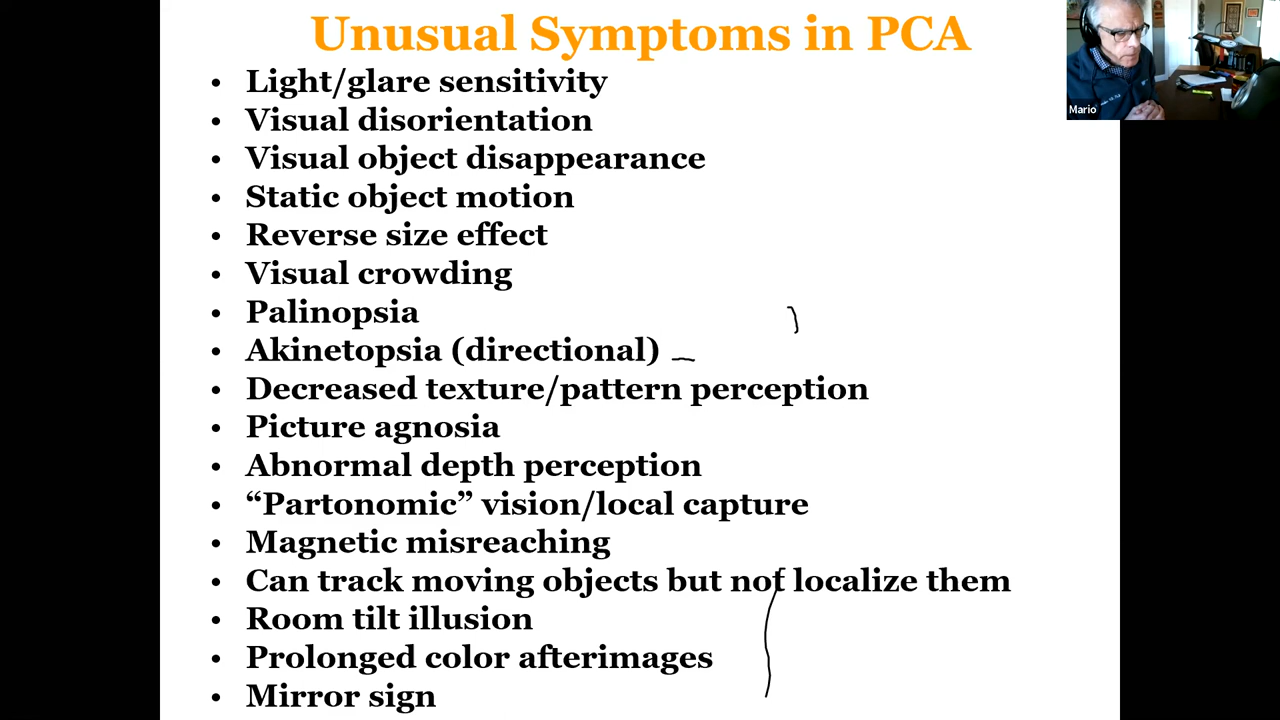 Unusual Symptoms in PCA
• Light/glare sensitivity
• Visual disorientation
• Visual object disappearance
• Static object motion
• Reverse size effect
• Visual crowding
• Palinopsia
• Akinetopsia (directional)
• Decreased texture/pattern perception
• Picture agnosia
• Abnormal depth perception
• “Partonomic” vision/local capture
• Magnetic misreaching
• Can track moving objects but not localize them
• Room tilt illusion
• Prolonged color afterimages
• Mirror sign
Mario